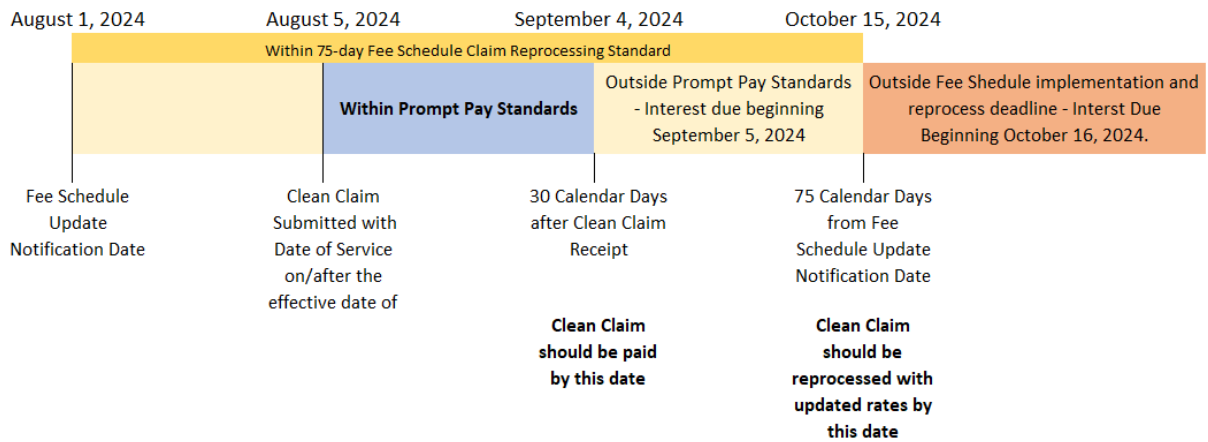 August 1, 2024
August 5, 2024
September 4, 2024
October 15, 2024
Within 75-day Fee Schedule Claim Reprocessing Standard
Within Prompt Pay Standards
Outside Prompt Pay Standards
- Interest due beginning
September 5, 2024
Outside Fee Shedule implementation and
reprocess deadline - Interst Due
Beginning October 16, 2024.
Fee Schedule
Update
Notification Date
Clean Claim
Submitted with
Date of Service
on/after the
effective date of
30 Calendar Days
after Clean Claim
Receipt
Clean Claim
should be paid
by this date
75 Calendar Days
from Fee
Schedule Update
Notification Date
Clean Claim
should be
reprocessed with
updated rates by
this date